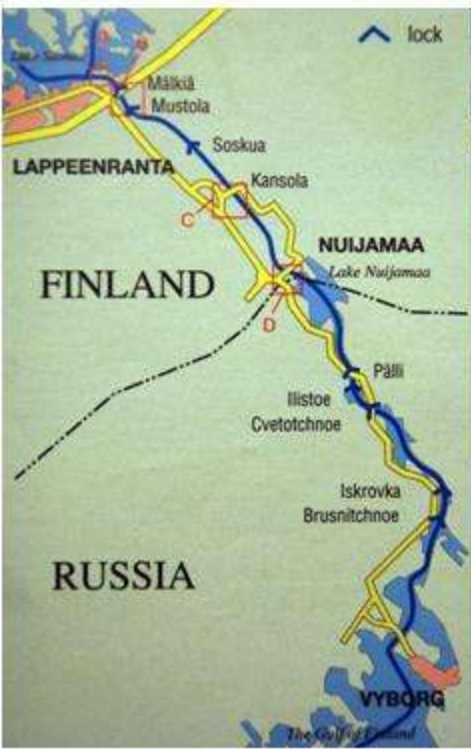 lock
Mälkiä
Mustola
Soskua
LAPPEENRANTA
Kansola
C
NUIJAMAA
Lake Nuijamaa
FINLAND
D
Pälli
Ilistoe
Cvetotchnoe
Iskrovka
Brusnitchnoe
RUSSIA
VYBORG
The Gulf of Finland